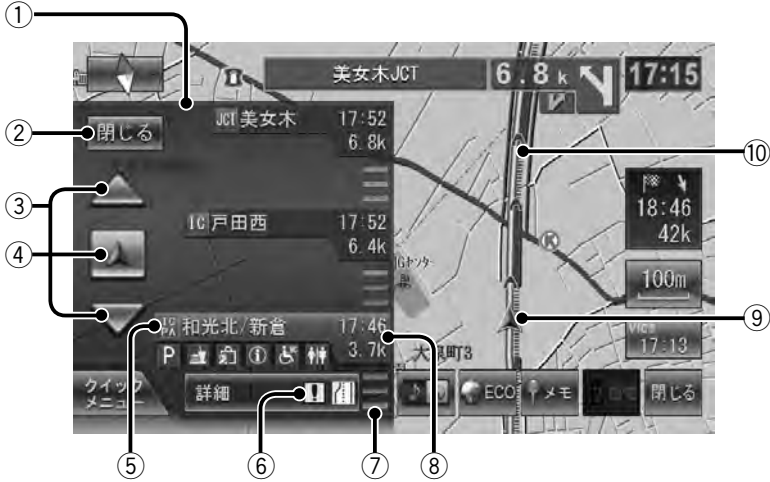 ①
美女木JCT 6.8k 17:15
② 閉じる
JCT 美女木 17:52
6.8k
⑩
③
18:46
42k
④
IC 戸田西 17:52
6.4k
100m
⑨
⑤
IC PA 和光北/新倉 17:46
3.7k
VICS
17:13
P
クイック
メニュー
詳細
ECO
メモ
閉じる
⑥
⑦
⑧